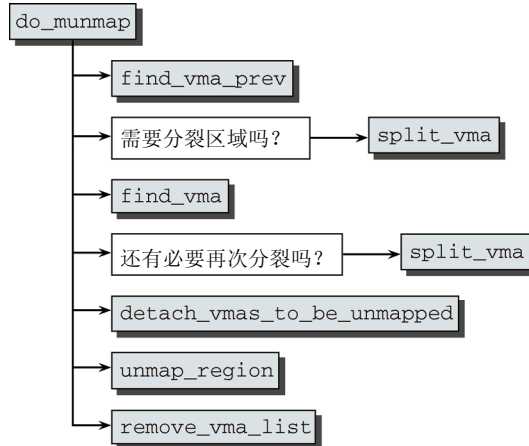 do_munmap
find_vma_prev
需要分裂区域吗?
split_vma
find_vma
还有必要再次分裂吗?
split_vma
detach_vmas_to_be_unmapped
unmap_region
remove_vma_list